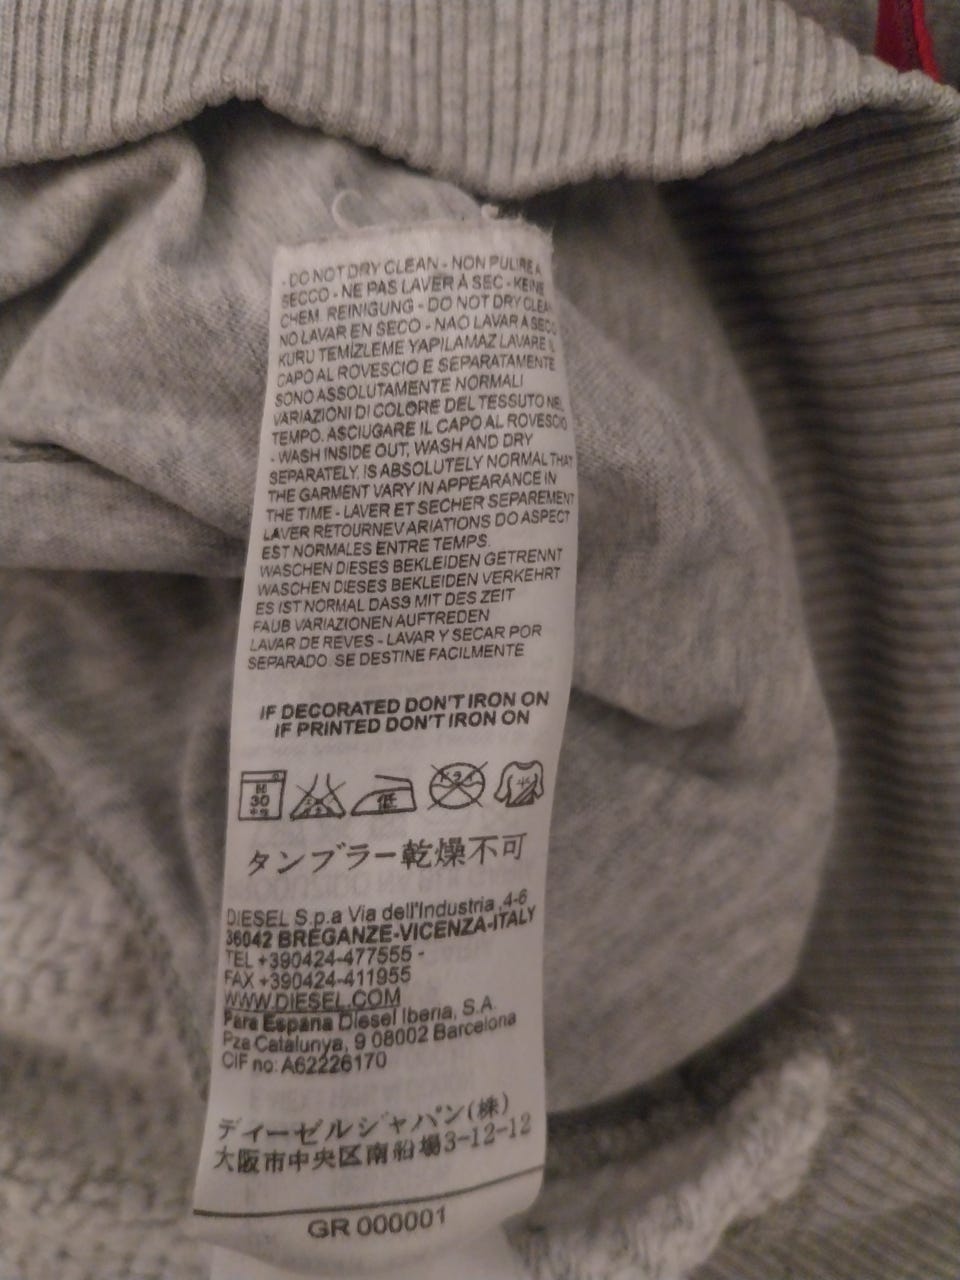 - DO NOT DRY CLEAN - NON PULIRE A
SECCO - NE PAS LAVER À SEC - KEINE
CHEM. REINIGUNG - DO NOT DRY CLEAN
NO LAVAR EN SECO - NAO LAVAR A SECO
KURU TEMİZLEME YAPILAMAZ LAVARE IL
CAPO AL ROVESCIO E SEPARATAMENTE
SONO ASSOLUTAMENTE NORMALI
VARIAZIONI DI COLORE DEL TESSUTO NEL
TEMPO. ASCIUGARE IL CAPO AL ROVESCIO
- WASH INSIDE OUT, WASH AND DRY
SEPARATELY, IS ABSOLUTELY NORMAL THAT
THE GARMENT VARY IN APPEARANCE IN
THE TIME - LAVER ET SECHER SEPAREMENT
LAVER RETOURNEVARIATIONS DO ASPECT
EST NORMALES ENTRE TEMPS.
WASCHEN DIESES BEKLEIDEN GETRENNT
WASCHEN DIESES BEKLEIDEN VERKEHRT
ES IST NORMAL DAS9 MIT DES ZEIT
FAUB VARIAZIONEN AUFTREDEN
LAVAR DE REVES - LAVAR Y SECAR POR
SEPARADO. SE DESTINE FACILMENTE
IF DECORATED DON'T IRON ON
IF PRINTED DON'T IRON ON
30 低 ドライ
タンブラー乾燥不可
DIESEL S.p.a Via dell'Industria ,4-6
36042 BREGANZE-VICENZA-ITALY
TEL +390424-477555 -
FAX +390424-411955
WWW.DIESEL.COM
Para Espana Diesel Iberia, S.A.
Pza Catalunya, 9 08002 Barcelona
CIF no: A62226170
ディーゼルジャパン(株)
大阪市中央区南船場3-12-12
GR 000001